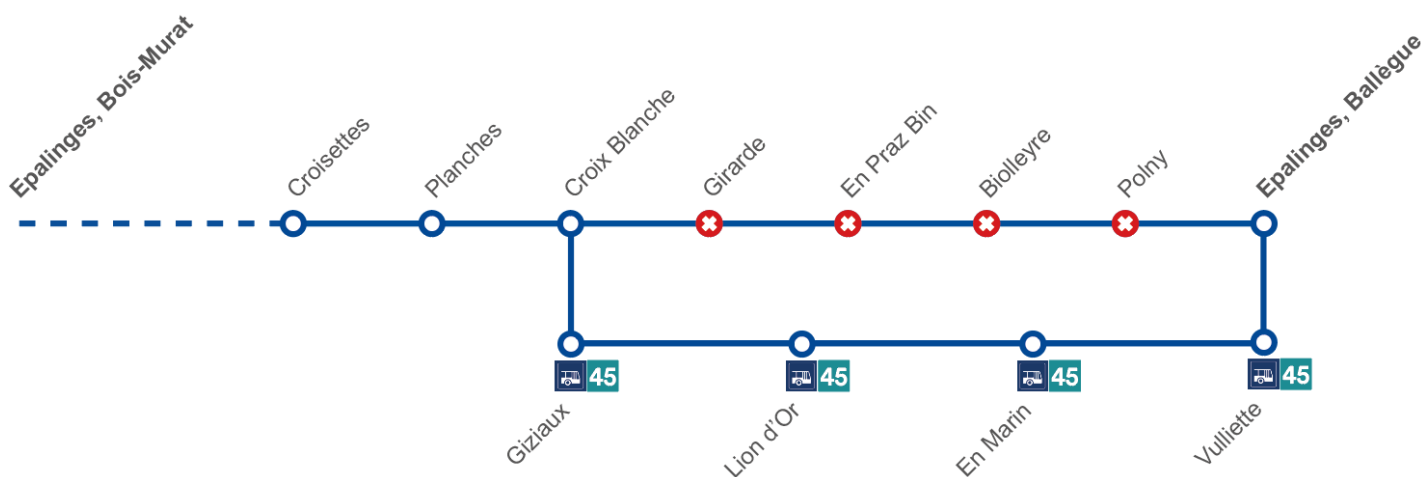 Epalinges, Bois-Murat
Croisettes
Planches
Croix Blanche
Girarde
En Praz Bin
Biolleyre
Polny
Epalinges, Ballègue
45
45
45
45
Giziaux
Lion d’Or
En Marin
Vulliette